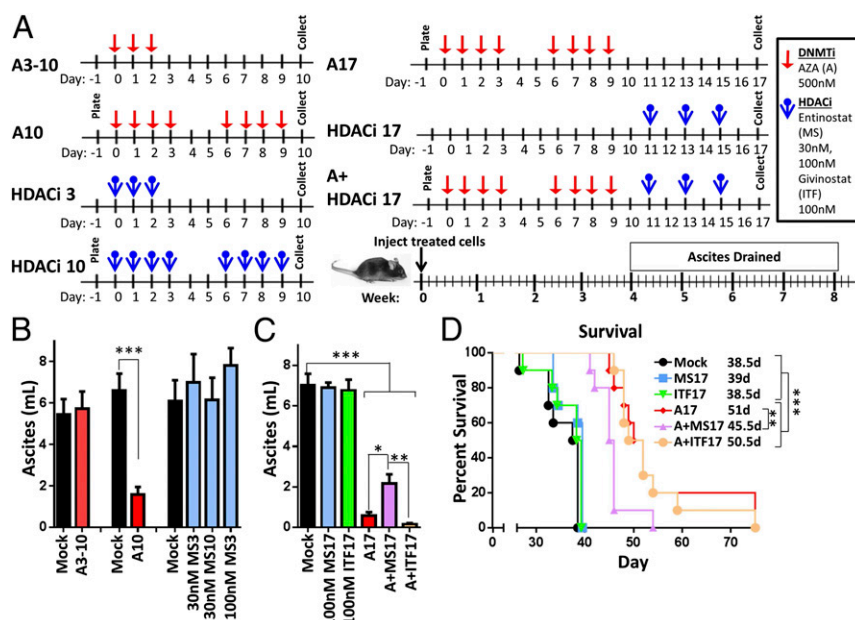 A
A3-10
Collect
Day: -1 0 1 2 3 4 5 6 7 8 9 10
A10
Plate
Collect
Day: -1 0 1 2 3 4 5 6 7 8 9 10
HDACi 3
Day: -1 0 1 2 3 4 5 6 7 8 9 10
HDACi 10
Plate
Collect
Day: -1 0 1 2 3 4 5 6 7 8 9 10
A17
Plate
Collect
Day: -1 0 1 2 3 4 5 6 7 8 9 10 11 12 13 14 15 16 17
HDACi 17
Day: -1 0 1 2 3 4 5 6 7 8 9 10 11 12 13 14 15 16 17
A+
HDACi 17
Plate
Collect
Day: -1 0 1 2 3 4 5 6 7 8 9 10 11 12 13 14 15 16 17
DNMTi
AZA (A)
500nM
HDACi
Entinostat
(MS)
30nM,
100nM
Givinostat
(ITF)
100nM
Inject treated cells
Ascites Drained
Week: 0 1 2 3 4 5 6 7 8
B
Ascites (mL)
8
6
4
2
0
***
Mock
A3-10
Mock
A10
Mock
30nM MS3
30nM MS10
100nM MS3
C
Ascites (mL)
8
6
4
2
0
***
*
**
Mock
100nM MS17
100nM ITF17
A17
A+MS17
A+ITF17
D
Survival
Percent Survival
100
80
60
40
20
0
0 30 40 50 60 70
Day
Mock 38.5d
MS17 39d
ITF17 38.5d
A17 51d
A+MS17 45.5d
A+ITF17 50.5d
**
***